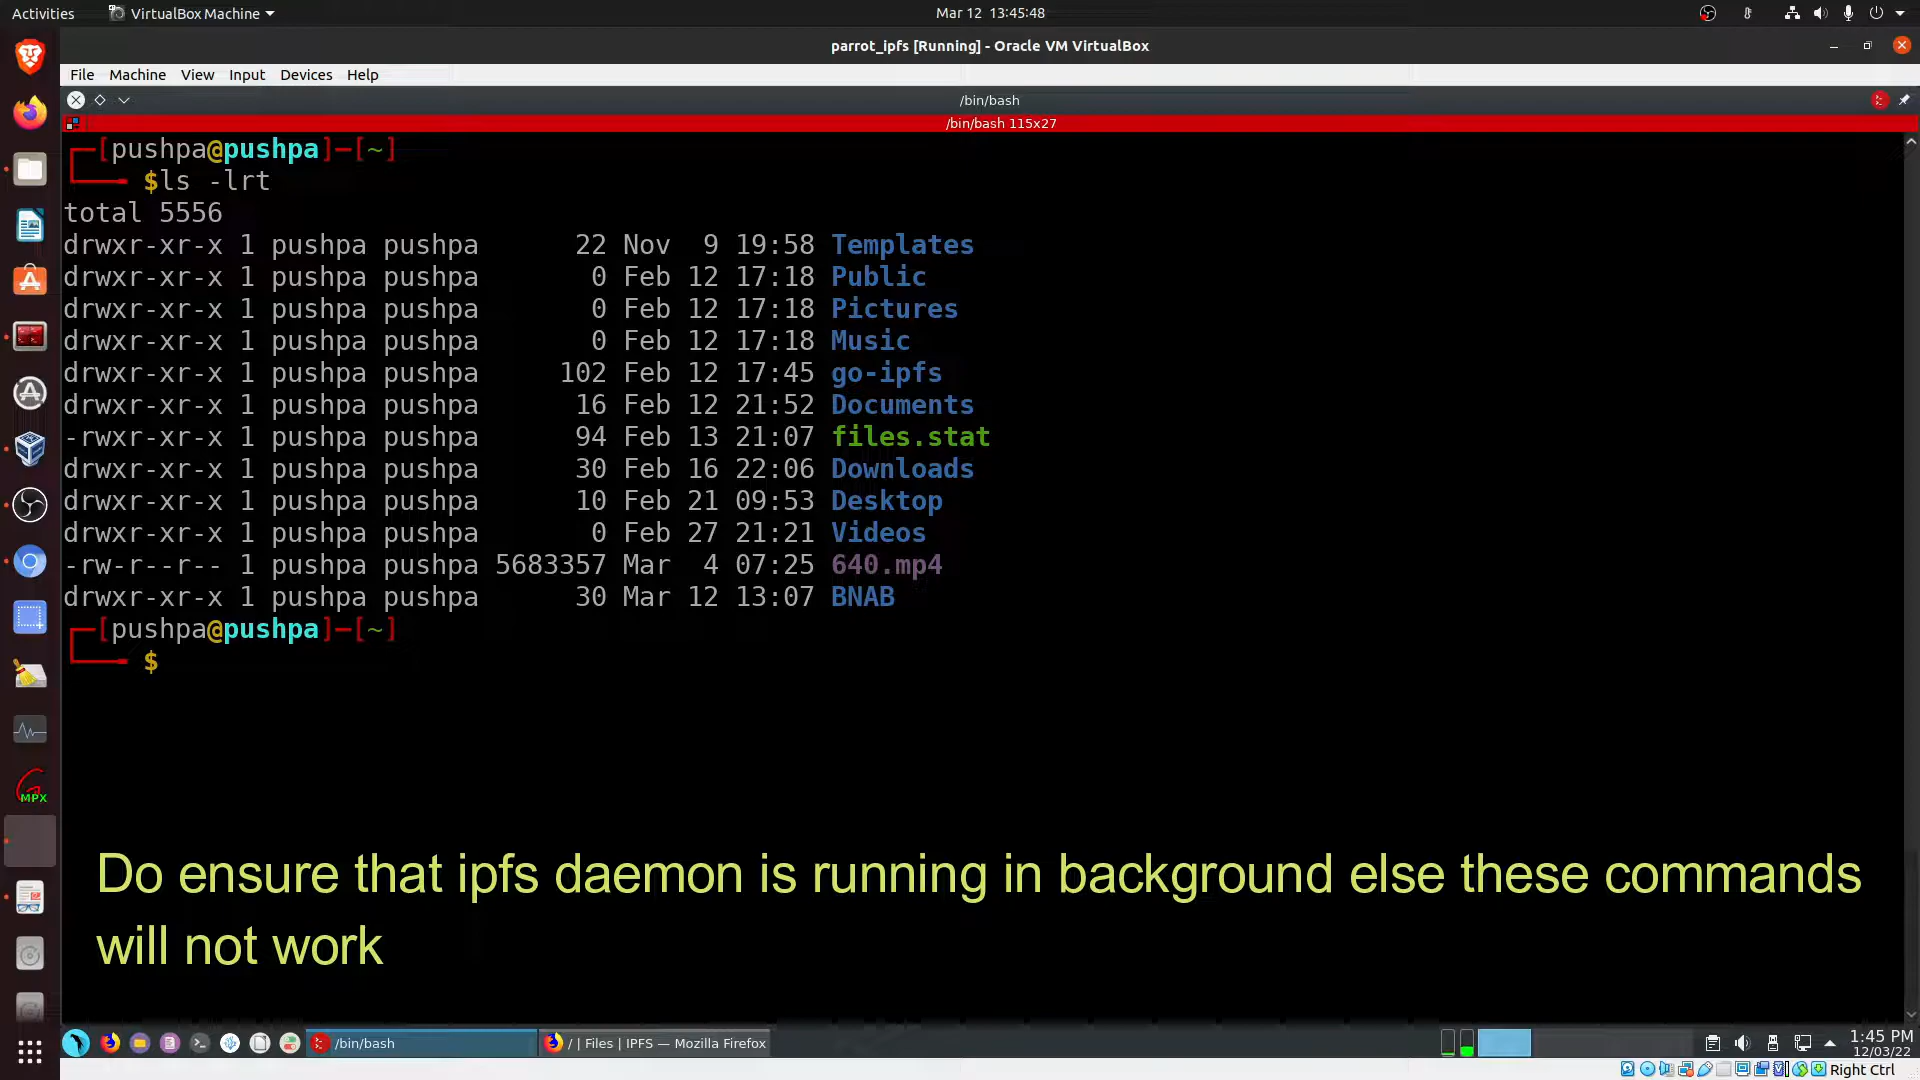 Activities VirtualBox Machine Mar 12 13:45:48
parrot_ipfs [Running] - Oracle VM VirtualBox
File Machine View Input Devices Help
/bin/bash
/bin/bash 115x27
[pushpa@pushpa]─[~]
$ls -lrt
total 5556
drwxr-xr-x 1 pushpa pushpa 22 Nov 9 19:58 Templates
drwxr-xr-x 1 pushpa pushpa 0 Feb 12 17:18 Public
drwxr-xr-x 1 pushpa pushpa 0 Feb 12 17:18 Pictures
drwxr-xr-x 1 pushpa pushpa 0 Feb 12 17:18 Music
drwxr-xr-x 1 pushpa pushpa 102 Feb 12 17:45 go-ipfs
drwxr-xr-x 1 pushpa pushpa 16 Feb 12 21:52 Documents
-rwxr-xr-x 1 pushpa pushpa 94 Feb 13 21:07 files.stat
drwxr-xr-x 1 pushpa pushpa 30 Feb 16 22:06 Downloads
drwxr-xr-x 1 pushpa pushpa 10 Feb 21 09:53 Desktop
drwxr-xr-x 1 pushpa pushpa 0 Feb 27 21:21 Videos
-rw-r--r-- 1 pushpa pushpa 5683357 Mar 4 07:25 640.mp4
drwxr-xr-x 1 pushpa pushpa 30 Mar 12 13:07 BNAB
[pushpa@pushpa]─[~]
$
MPX
Do ensure that ipfs daemon is running in background else these commands
will not work
/bin/bash / | Files | IPFS — Mozilla Firefox 1:45 PM
12/03/22
Right Ctrl